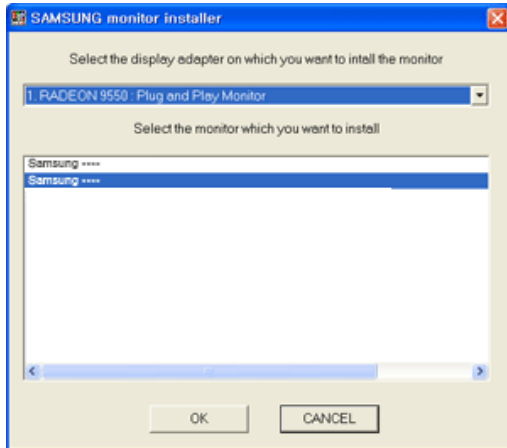 SAMSUNG monitor installer
Select the display adapter on which you want to intall the monitor
1. RADEON 9550 : Plug and Play Monitor
Select the monitor which you want to install
Samsung ----
Samsung ----
OK
CANCEL